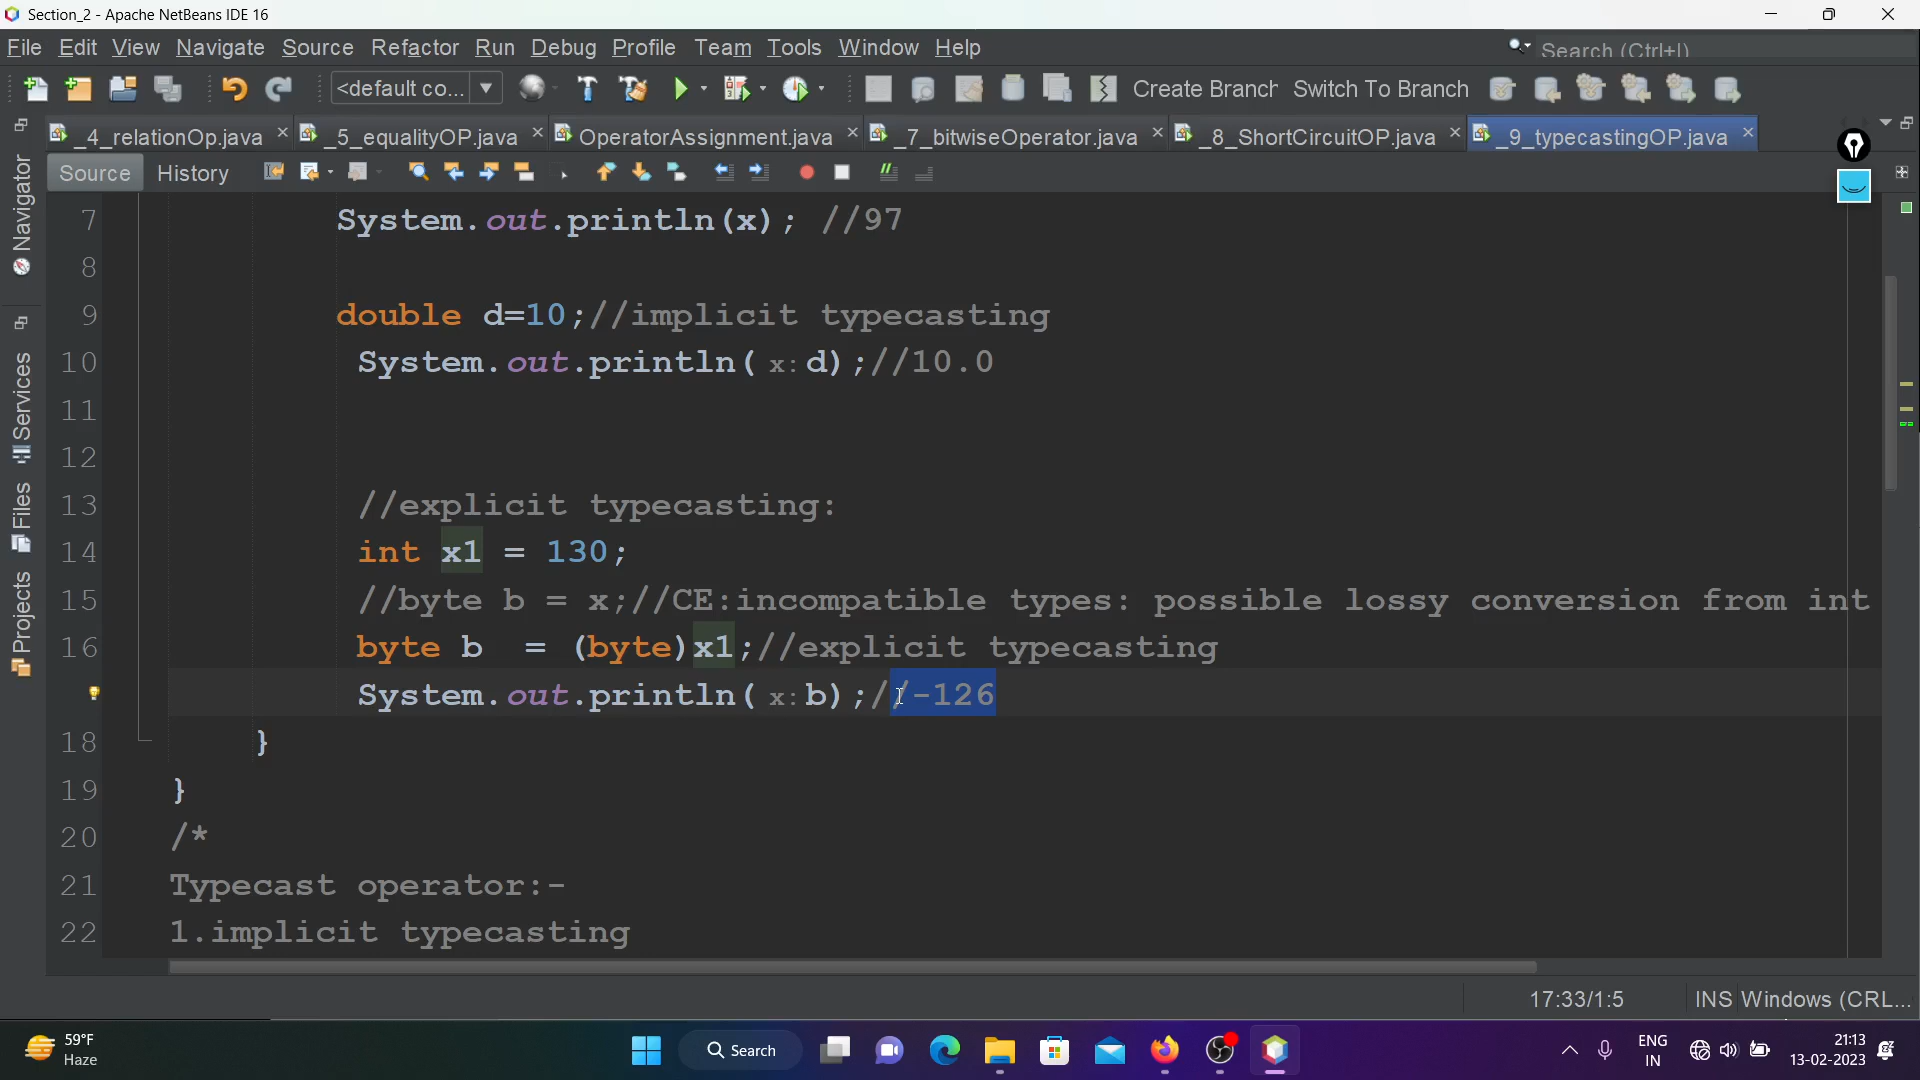 Section_2 - Apache NetBeans IDE 16
File Edit View Navigate Source Refactor Run Debug Profile Team Tools Window Help
Search (Ctrl+I)
<default co... Create Branch Switch To Branch
_4_relationOp.java _5_equalityOP.java OperatorAssignment.java _7_bitwiseOperator.java _8_ShortCircuitOP.java _9_typecastingOP.java
Source History
Navigator
Services
Files
Projects
7 System.out.println(x); //97
8
9 double d=10;//implicit typecasting
10 System.out.println( x: d);//10.0
11
12
13 //explicit typecasting:
14 int x1 = 130;
15 //byte b = x;//CE:incompatible types: possible lossy conversion from int
16 byte b = (byte)x1;//explicit typecasting
System.out.println( x: b);//-126
18 }
19 }
20 /*
21 Typecast operator:-
22 1.implicit typecasting
17:33/1:5 INS Windows (CRL...
59°F
Haze
Search
ENG
IN
21:13
13-02-2023